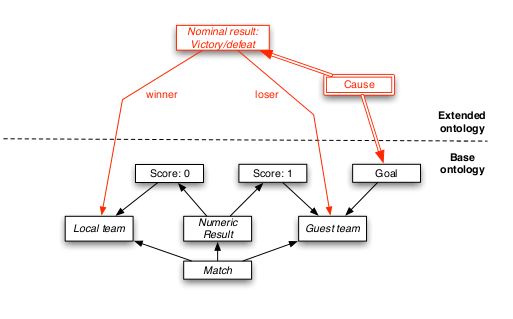 Nominal result:
Victory/defeat
winner
loser
Cause
Extended
ontology
Base
ontology
Score: 0
Score: 1
Goal
Local team
Numeric
Result
Guest team
Match